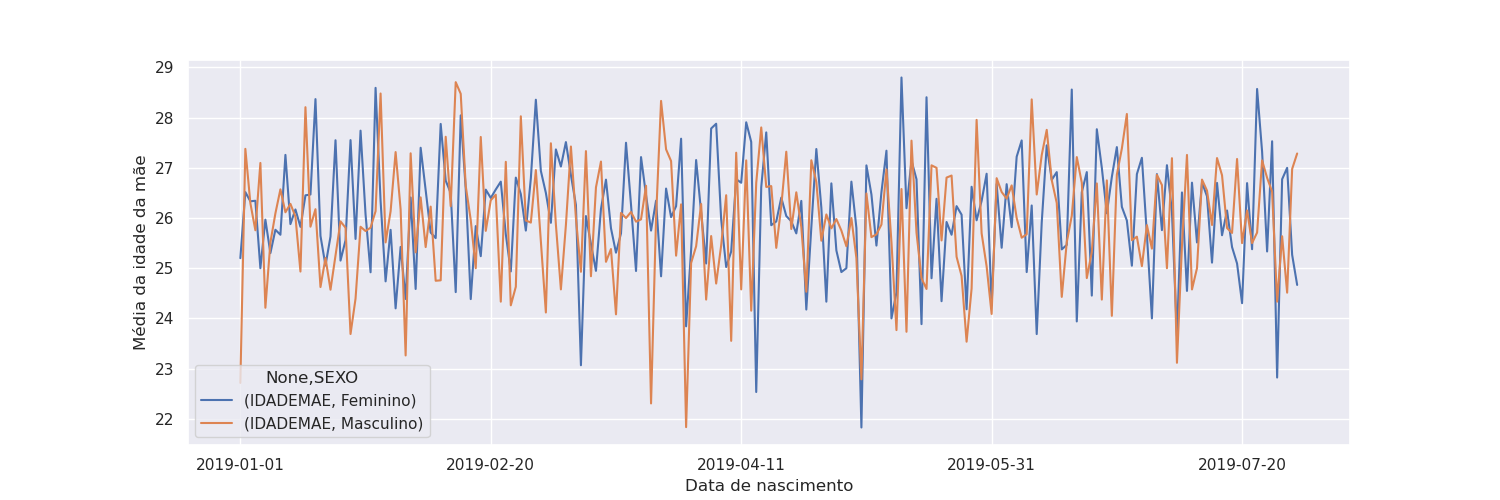 29
28
27
26
25
24
23
22
Média da idade da mãe
None,SEXO
(IDADEMAE, Feminino)
(IDADEMAE, Masculino)
2019-01-01 2019-02-20 2019-04-11 2019-05-31 2019-07-20
Data de nascimento